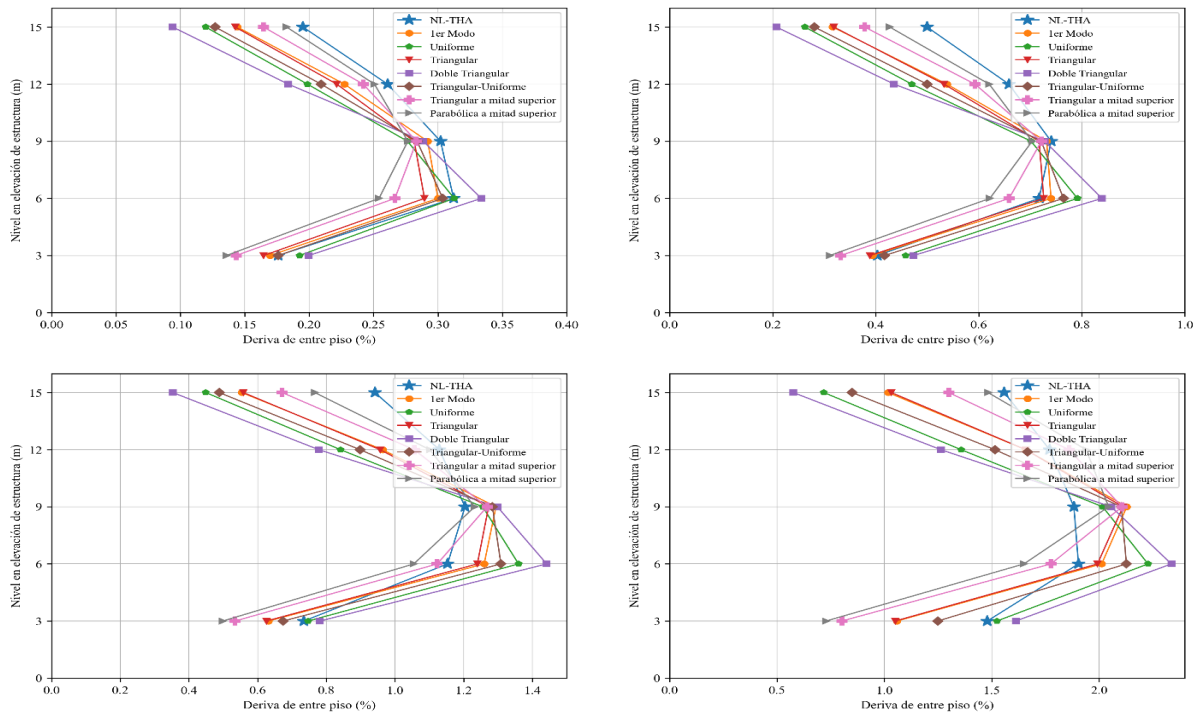 Nivel en elevación de estructura (m)
15
12
9
6
3
0
NL-THA
1er Modo
Uniforme
Triangular
Doble Triangular
Triangular-Uniforme
Triangular a mitad superior
Parabólica a mitad superior
0.00 0.05 0.10 0.15 0.20 0.25 0.30 0.35 0.40
Deriva de entre piso (%)
Nivel en elevación de estructura (m)
15
12
9
6
3
0
NL-THA
1er Modo
Uniforme
Triangular
Doble Triangular
Triangular-Uniforme
Triangular a mitad superior
Parabólica a mitad superior
0.0 0.2 0.4 0.6 0.8 1.0
Deriva de entre piso (%)
Nivel en elevación de estructura (m)
15
12
9
6
3
0
NL-THA
1er Modo
Uniforme
Triangular
Doble Triangular
Triangular-Uniforme
Triangular a mitad superior
Parabólica a mitad superior
0.0 0.2 0.4 0.6 0.8 1.0 1.2 1.4
Deriva de entre piso (%)
Nivel en elevación de estructura (m)
15
12
9
6
3
0
NL-THA
1er Modo
Uniforme
Triangular
Doble Triangular
Triangular-Uniforme
Triangular a mitad superior
Parabólica a mitad superior
0.0 0.5 1.0 1.5 2.0
Deriva de entre piso (%)